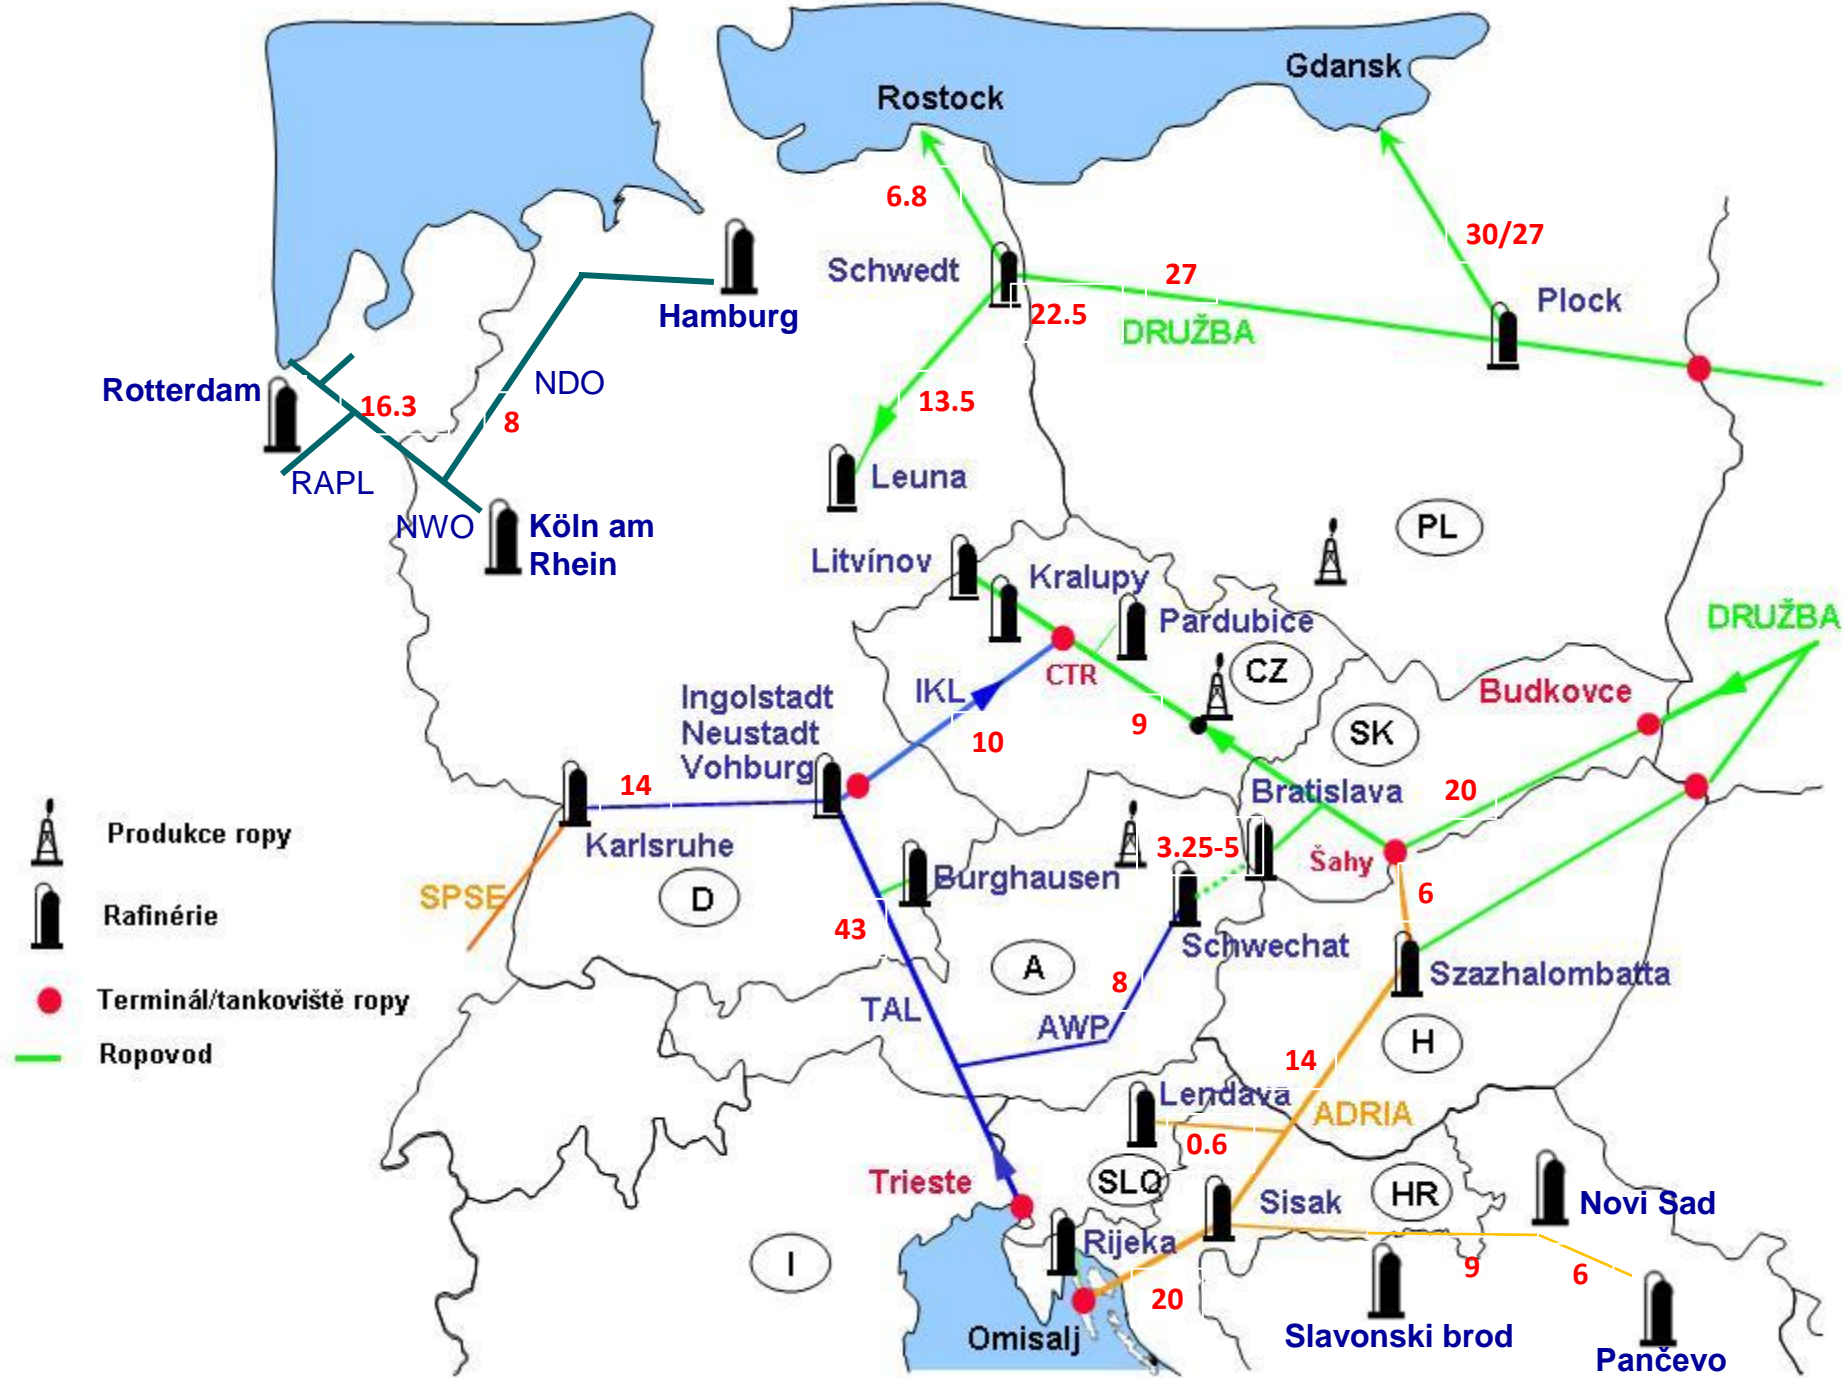 Gdansk
Rostock
6.8
30/27
Schwedt
27
Plock
22.5
DRUŽBA
Hamburg
Rotterdam
NDO
16.3
8
13.5
RAPL
Leuna
NWO
Köln am
Rhein
PL
Litvínov
Kralupy
Pardubice
DRUŽBA
CTR
CZ
IKL
Budkovce
Ingolstadt
Neustadt
Vohburg
10
9
SK
14
Bratislava
20
Produkce ropy
Karlsruhe
3.25-5
Šahy
SPSE
D
Burghausen
6
Rafinérie
43
Schwechat
A
8
Szazhalombatta
Terminál/tankoviště ropy
TAL
AWP
H
Ropovod
14
Lendava
ADRIA
0.6
Trieste
SLO
Sisak
HR
Novi Sad
I
Rijeka
9
6
20
Omisalj
Slavonski brod
Pančevo